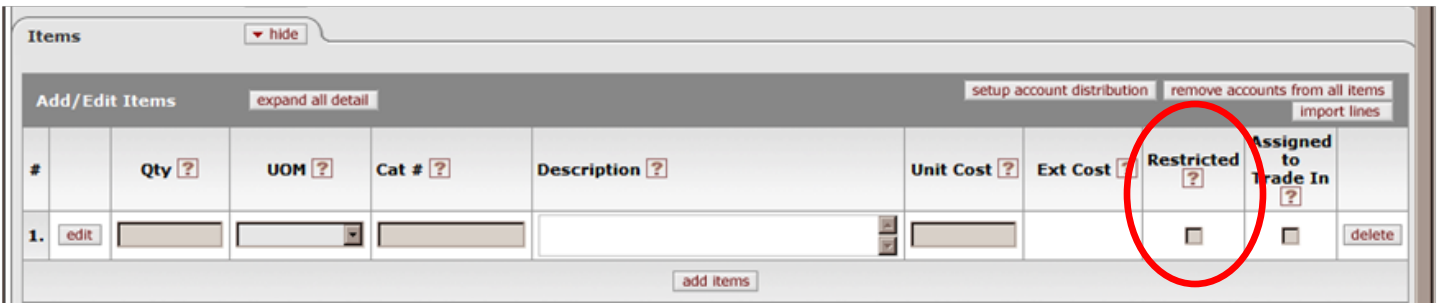 Items hide
Add/Edit Items expand all detail setup account distribution remove accounts from all items
import lines
# Qty ? UOM ? Cat # ? Description ? Unit Cost ? Ext Cost ? Restricted ? Assigned to Trade In ?
1. edit delete
add items